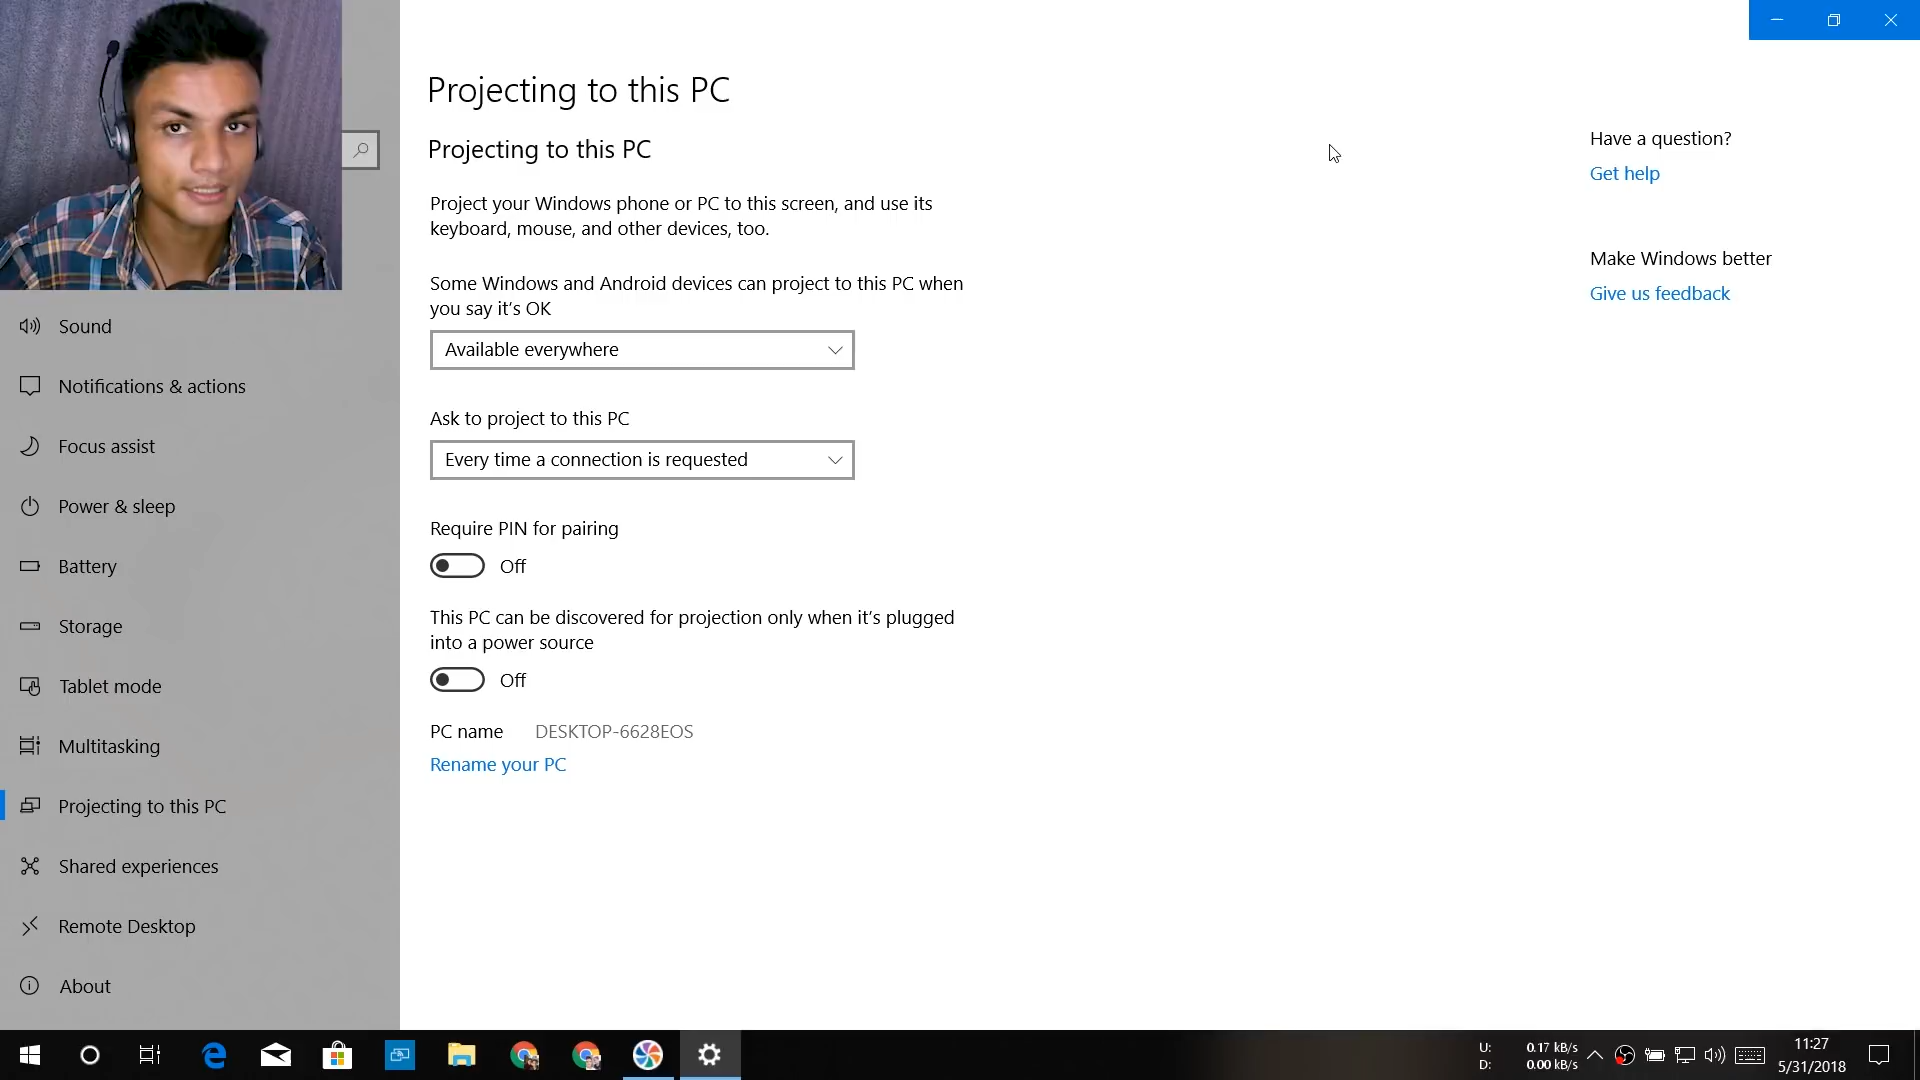 Projecting to this PC
Projecting to this PC
Project your Windows phone or PC to this screen, and use its
keyboard, mouse, and other devices, too.
Some Windows and Android devices can project to this PC when
you say it's OK
Available everywhere
Ask to project to this PC
Every time a connection is requested
Require PIN for pairing
Off
This PC can be discovered for projection only when it's plugged
into a power source
Off
PC name DESKTOP-6628EOS
Rename your PC
Have a question?
Get help
Make Windows better
Give us feedback
Sound
Notifications & actions
Focus assist
Power & sleep
Battery
Storage
Tablet mode
Multitasking
Projecting to this PC
Shared experiences
Remote Desktop
About
U: 0.17 kB/s
D: 0.00 kB/s
11:27
5/31/2018